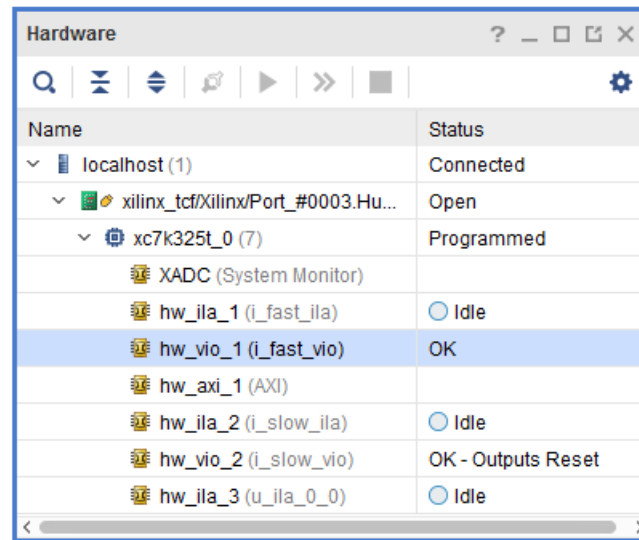 Hardware
Name Status
localhost (1) Connected
xilinx_tcf/Xilinx/Port_#0003.Hu... Open
xc7k325t_0 (7) Programmed
XADC (System Monitor)
hw_ila_1 (i_fast_ila) Idle
hw_vio_1 (i_fast_vio) OK
hw_axi_1 (AXI)
hw_ila_2 (i_slow_ila) Idle
hw_vio_2 (i_slow_vio) OK - Outputs Reset
hw_ila_3 (u_ila_0_0) Idle